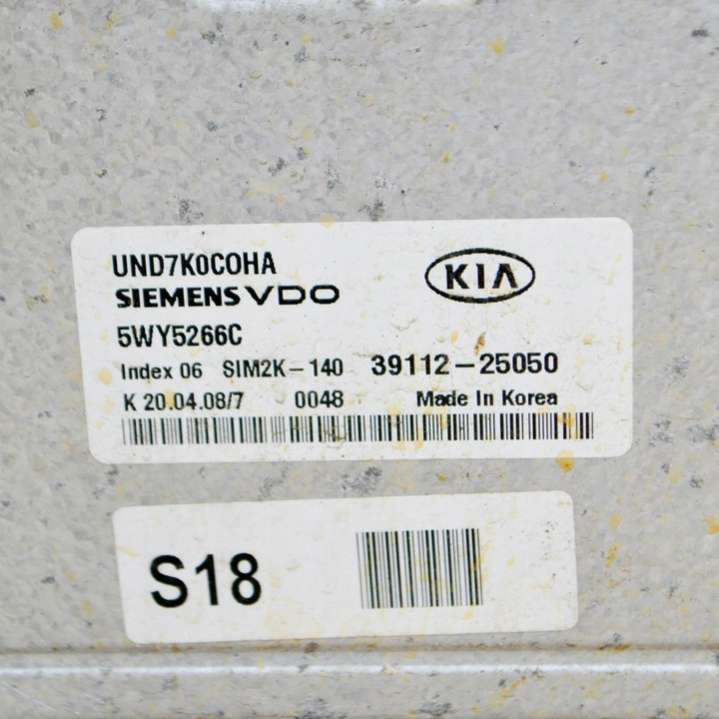 UND7K0C0HA
SIEMENS VDO
KIA
5WY5266C
Index 06 SIM2K-140 39112-25050
K 20.04.08/7 0048 Made In Korea
S18